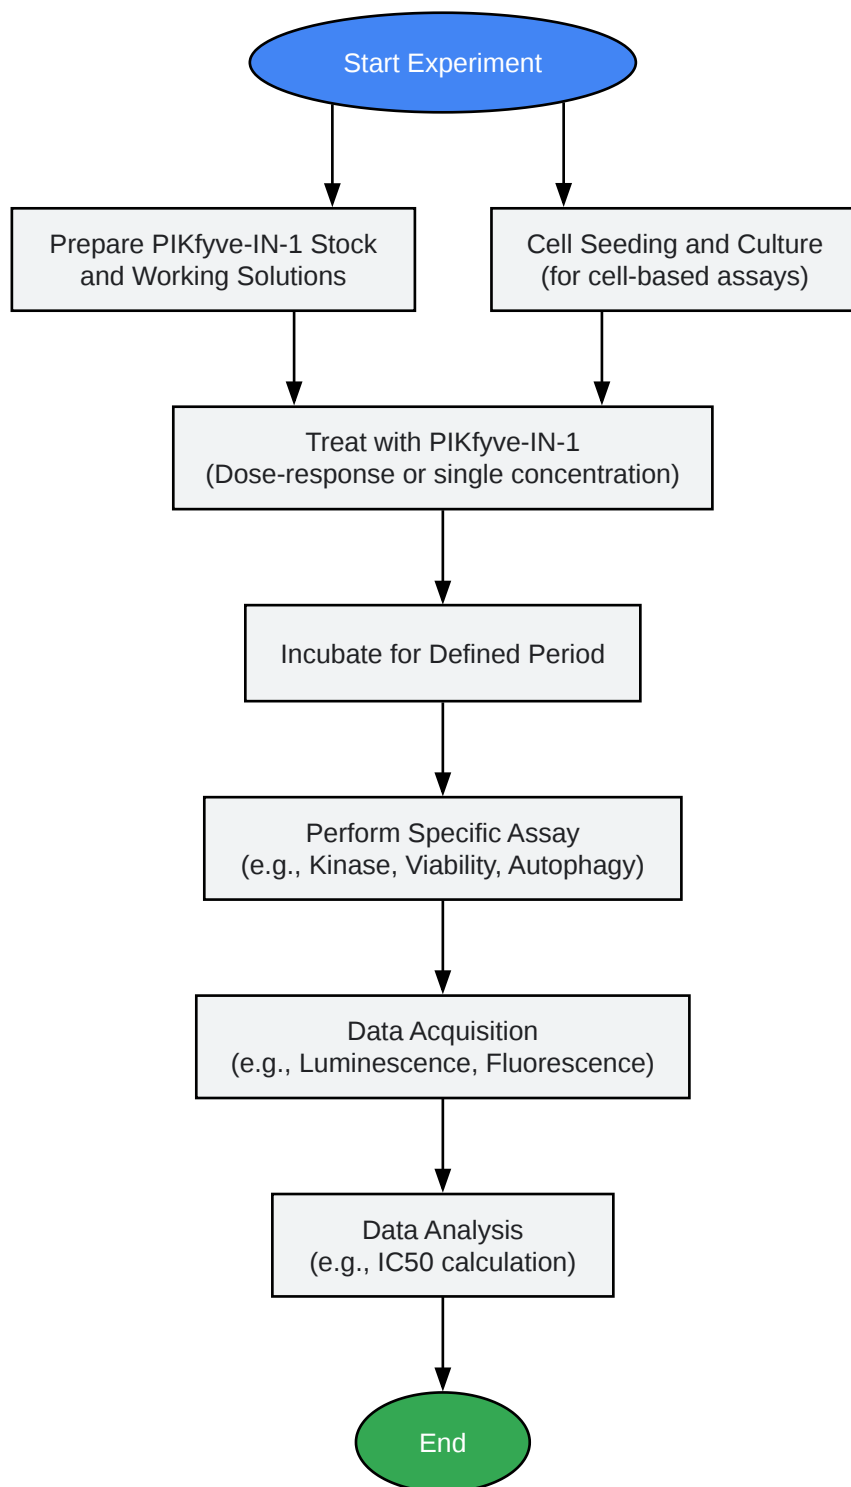 Start Experiment
Prepare PIKfyve-IN-1 Stock
and Working Solutions
Cell Seeding and Culture
(for cell-based assays)
Treat with PIKfyve-IN-1
(Dose-response or single concentration)
Incubate for Defined Period
Perform Specific Assay
(e.g., Kinase, Viability, Autophagy)
Data Acquisition
(e.g., Luminescence, Fluorescence)
Data Analysis
(e.g., IC50 calculation)
End